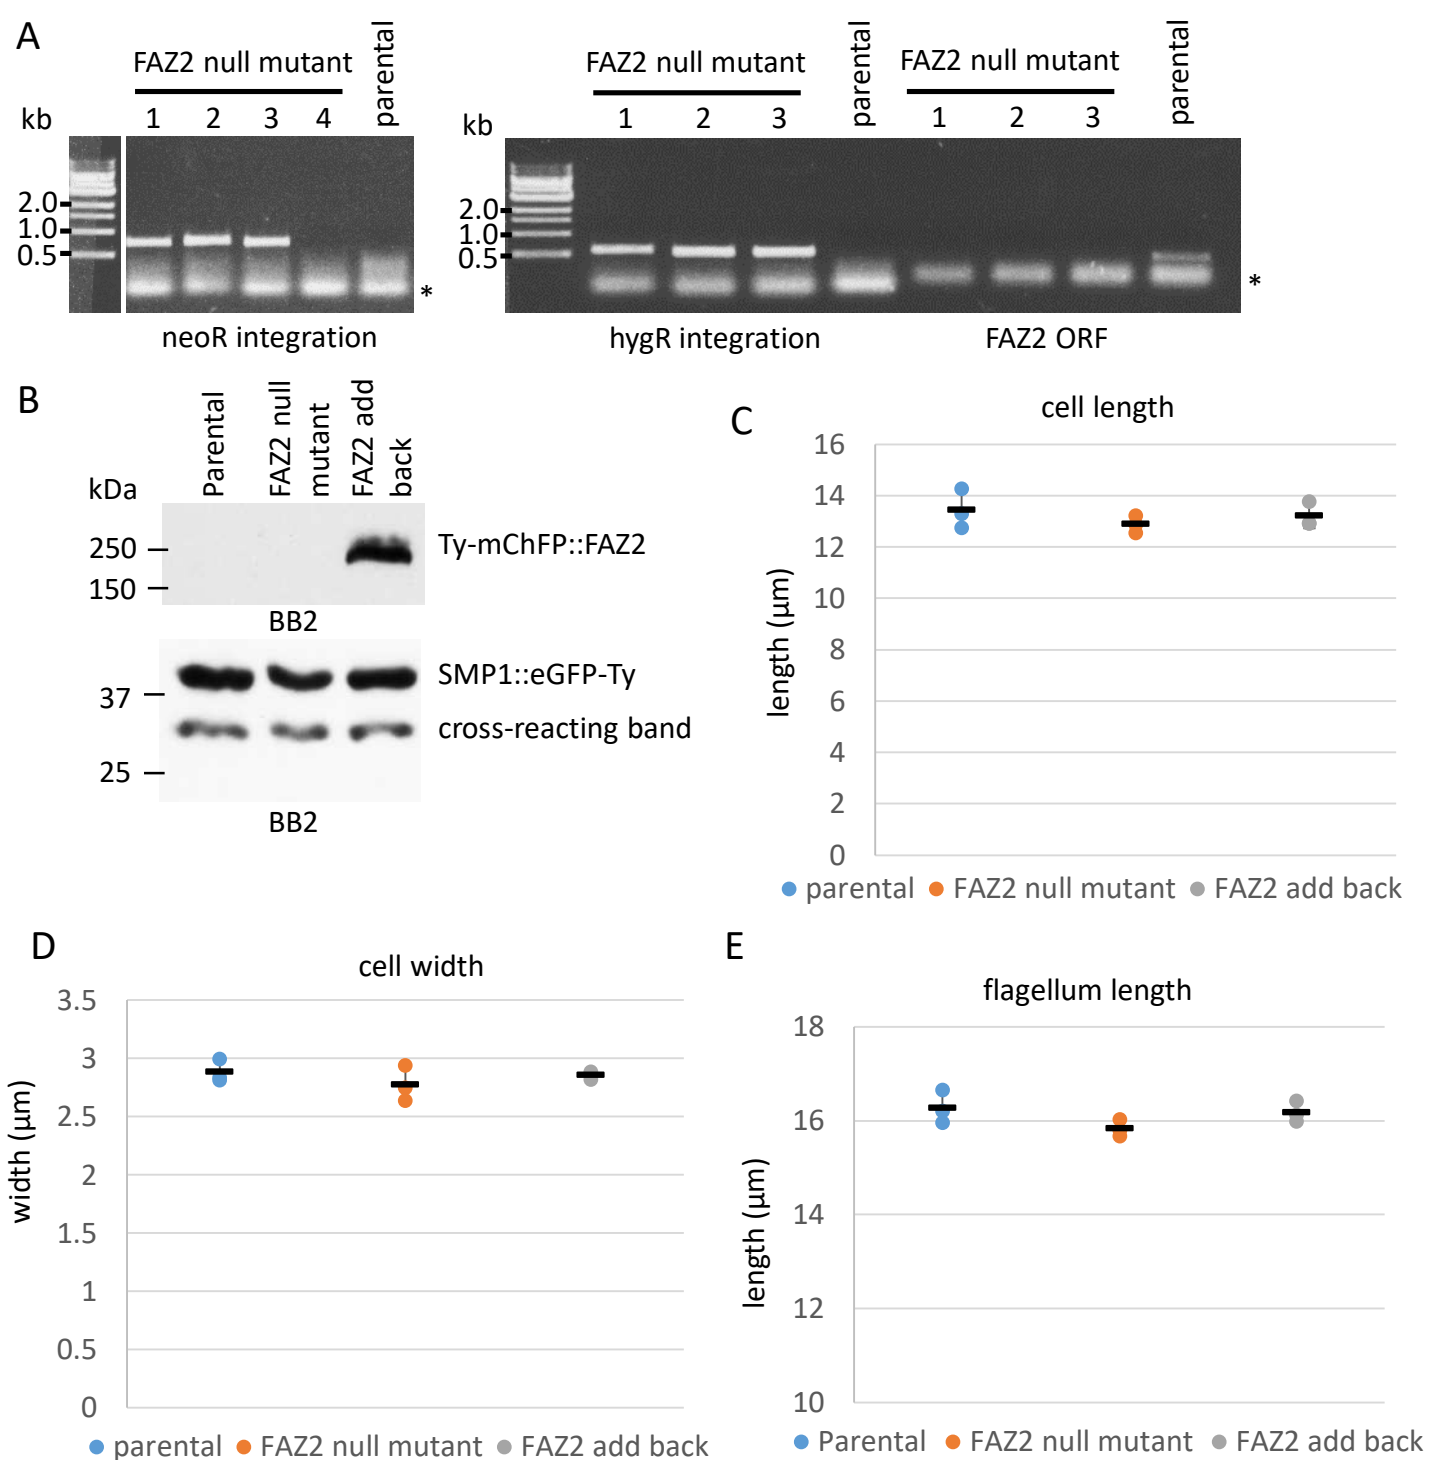 A
FAZ2 null mutant
parental
kb
1 2 3 4
2.0
1.0
0.5
*
neoR integration
FAZ2 null mutant
parental
FAZ2 null mutant
parental
kb
1 2 3
1 2 3
2.0
1.0
0.5
*
hygR integration
FAZ2 ORF
B
Parental
FAZ2 null
mutant
FAZ2 add
back
kDa
250
150
Ty-mChFP::FAZ2
BB2
37
25
SMP1::eGFP-Ty
cross-reacting band
BB2
C
cell length
length (µm)
16
14
12
10
8
6
4
2
0
parental FAZ2 null mutant FAZ2 add back
D
cell width
width (µm)
3.5
3
2.5
2
1.5
1
0.5
0
parental FAZ2 null mutant FAZ2 add back
E
flagellum length
length (µm)
18
16
14
12
10
Parental FAZ2 null mutant FAZ2 add back